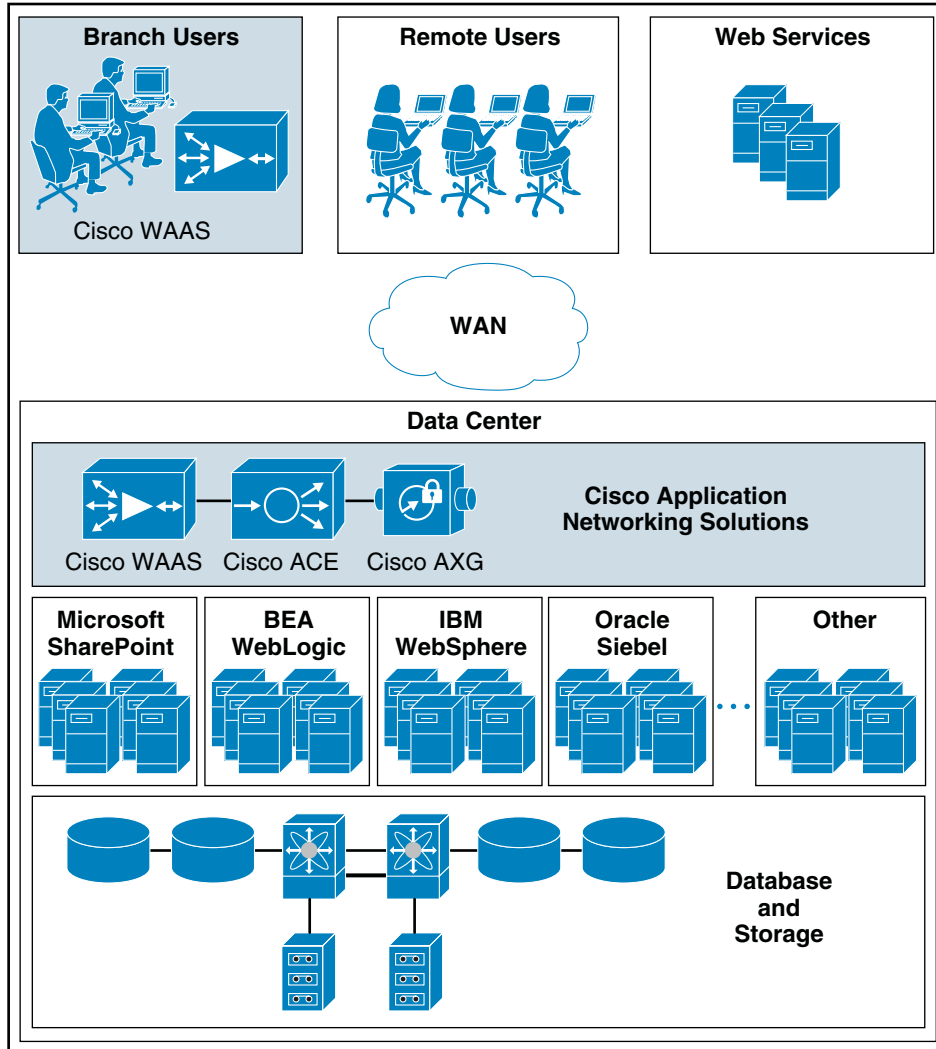 Branch Users
Cisco WAAS
Remote Users
Web Services
WAN
Data Center
Cisco WAAS
Cisco ACE
Cisco AXG
Cisco Application
Networking Solutions
Microsoft
SharePoint
BEA
WebLogic
IBM
WebSphere
Oracle
Siebel
Other
Database
and
Storage